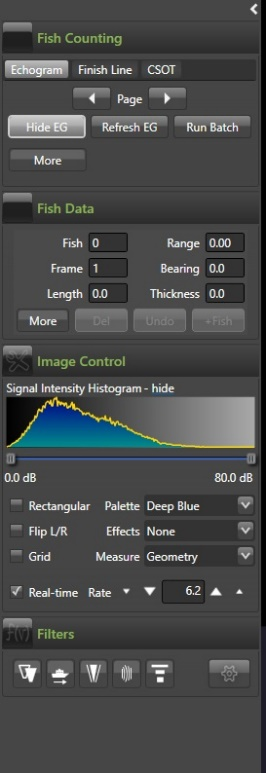 Fish Counting
Echogram Finish Line CSOT
Page
Hide EG Refresh EG Run Batch
More
Fish Data
Fish 0 Range 0.00
Frame 1 Bearing 0.0
Length 0.0 Thickness 0.0
More Del Undo +Fish
Image Control
Signal Intensity Histogram - hide
0.0 dB 80.0 dB
Rectangular Palette Deep Blue
Flip L/R Effects None
Grid Measure Geometry
Real-time Rate 6.2
f(v) Filters